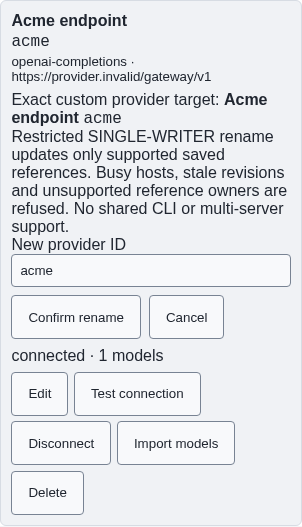 Acme endpoint
acme
openai-completions ·
https://provider.invalid/gateway/v1
Exact custom provider target: Acme
endpoint acme
Restricted SINGLE-WRITER rename
updates only supported saved
references. Busy hosts, stale revisions
and unsupported reference owners are
refused. No shared CLI or multi-server
support.
New provider ID
acme
Confirm rename Cancel
connected · 1 models
Edit Test connection
Disconnect Import models
Delete